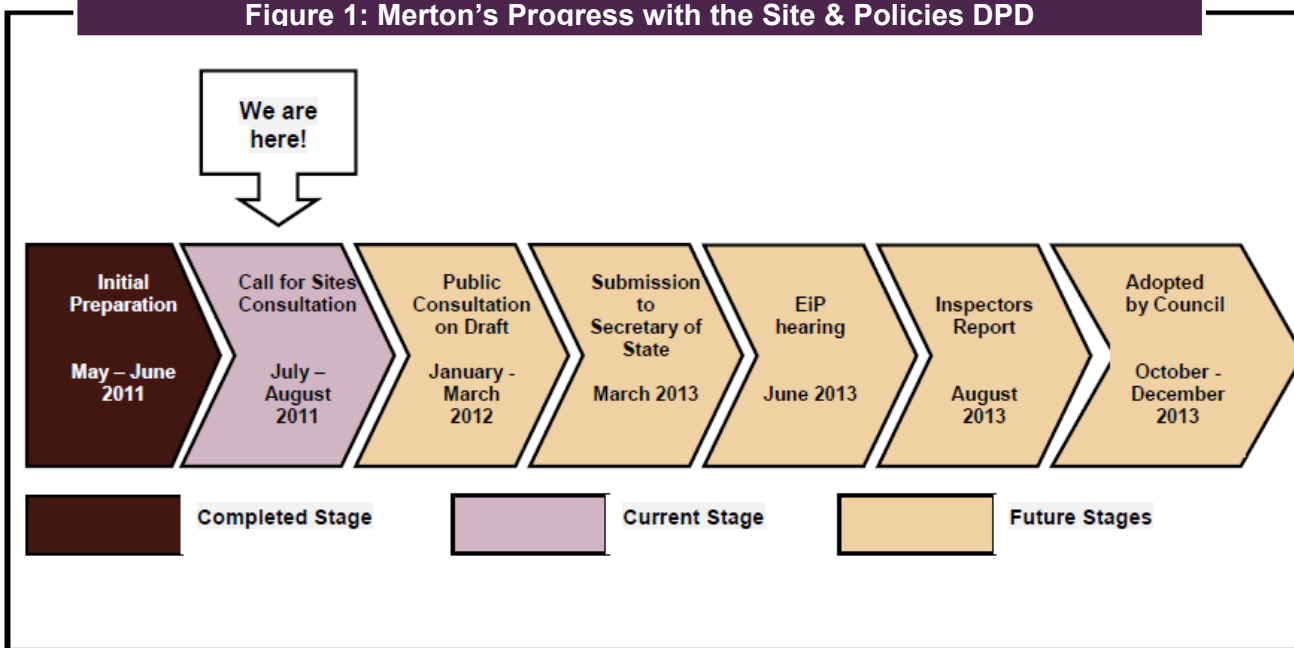 Figure 1: Merton's Progress with the Site & Policies DPD
We are
here!
Initial
Preparation
May – June
2011
Call for Sites
Consultation
July –
August
2011
Public
Consultation
on Draft
January -
March
2012
Submission
to
Secretary of
State
March 2013
EiP
hearing
June 2013
Inspectors
Report
August
2013
Adopted
by Council
October -
December
2013
Completed Stage
Current Stage
Future Stages